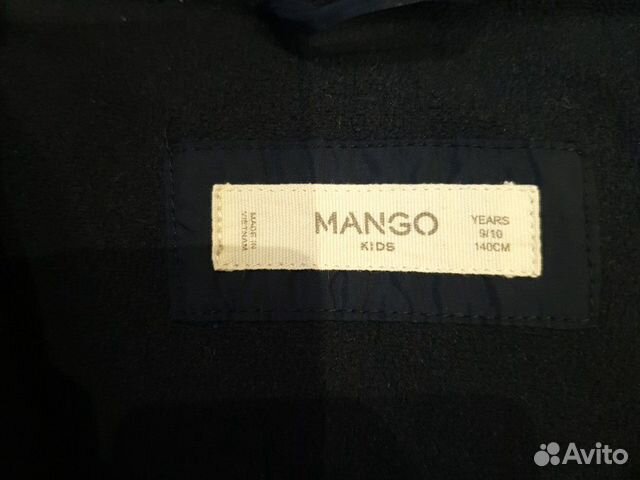 MADE IN
VIETNAM
MANGO
KIDS
YEARS
9/10
140CM
Avito